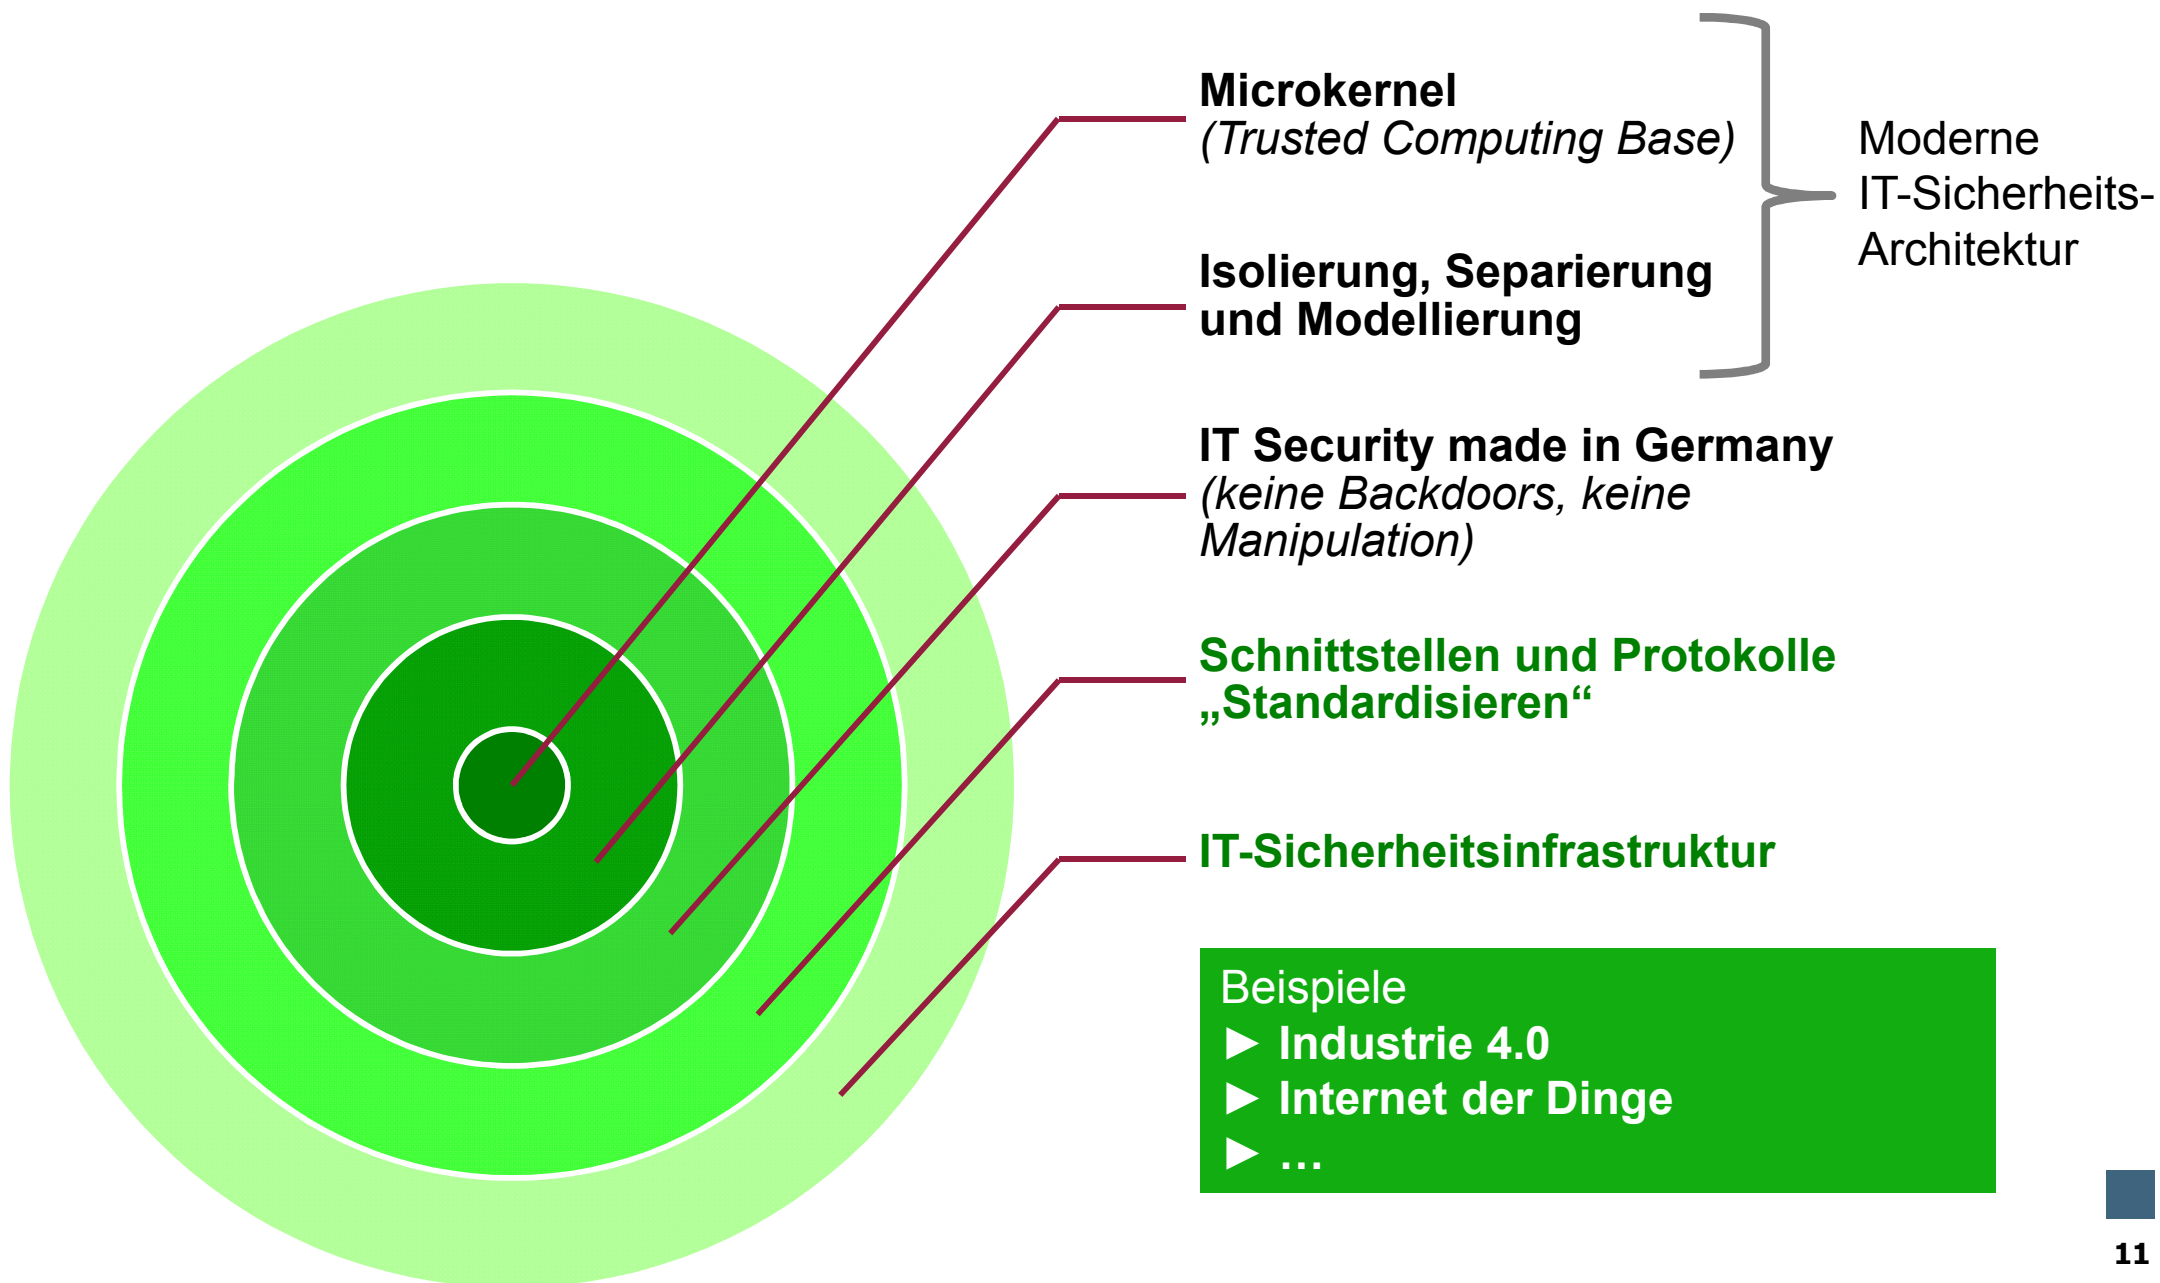 Microkernel
(Trusted Computing Base)
Moderne
IT-Sicherheits-
Architektur
Isolierung, Separierung
und Modellierung
IT Security made in Germany
(keine Backdoors, keine
Manipulation)
Schnittstellen und Protokolle
„Standardisieren“
IT-Sicherheitsinfrastruktur
Beispiele
► Industrie 4.0
► Internet der Dinge
► …
11